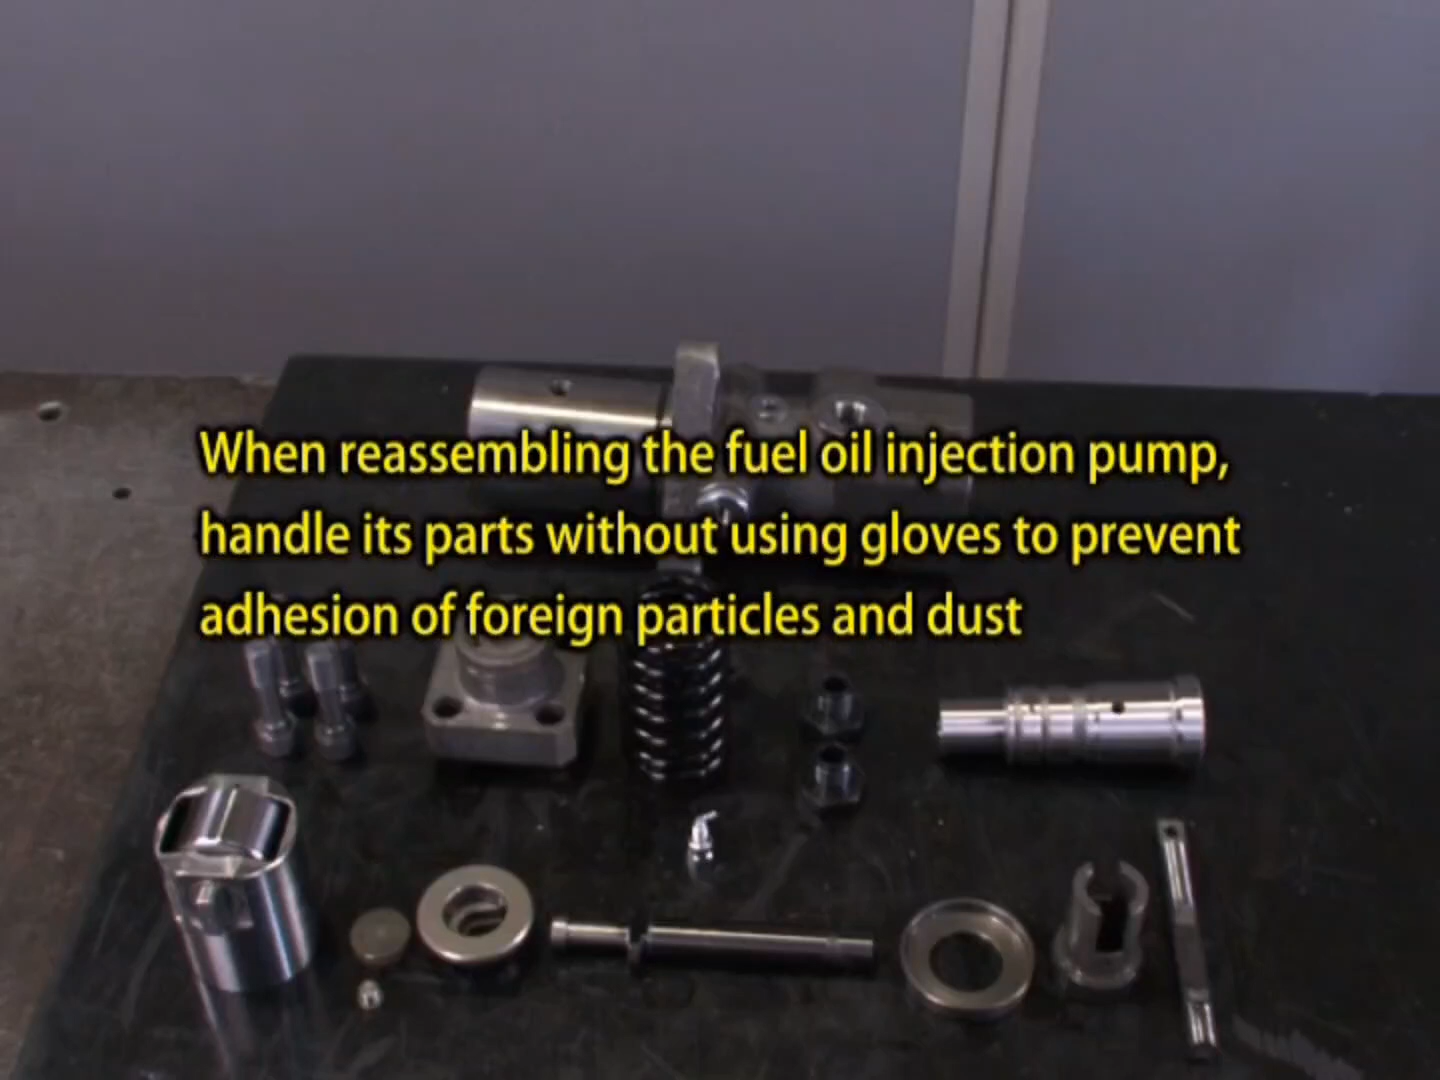 When reassembling the fuel oil injection pump,
handle its parts without using gloves to prevent
adhesion of foreign particles and dust